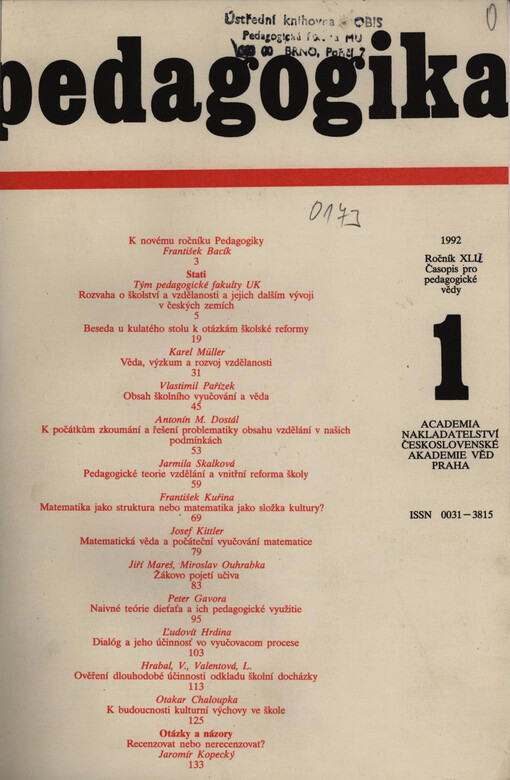 0
Ústřední knihovna OBIS
Pedagogická MU
BRNO, Poříčí 7
pedagogika
0173
K novému ročníku Pedagogiky
František Bacík
3
Stati
Tým pedagogické fakulty UK
Rozvaha o školství a vzdělanosti a jejich dalším vývoji
v českých zemích
5
Beseda u kulatého stolu k otázkám školské reformy
19
Karel Müller
Věda, výzkum a rozvoj vzdělanosti
31
Vlastimil Pařízek
Obsah školního vyučování a věda
45
Antonín M. Dostál
K počátkům zkoumání a řešení problematiky obsahu vzdělání v našich
podmínkách
53
Jarmila Skalková
Pedagogické teorie vzdělání a vnitřní reforma školy
59
František Kuřina
Matematika jako struktura nebo matematika jako složka kultury?
69
Josef Kittler
Matematická věda a počáteční vyučování matematice
79
Jiří Mareš, Miroslav Ouhrabka
Žákovo pojetí učiva
83
Peter Gavora
Naivné teórie dieťaťa a ich pedagogické využitie
95
Ľudovít Hrdina
Dialóg a jeho účinnosť vo vyučovacom procese
103
Hrabal, V., Valentová, L.
Ověření dlouhodobé účinnosti odkladu školní docházky
113
Otakar Chaloupka
K budoucnosti kulturní výchovy ve škole
125
Otázky a názory
Recenzovat nebo nerecenzovat?
Jaromír Kopecký
133
1992
Ročník XLII
Časopis pro
pedagogické
vědy
1
ACADEMIA
NAKLADATELSTVÍ
ČESKOSLOVENSKÉ
AKADEMIE VĚD
PRAHA
ISSN 0031-3815